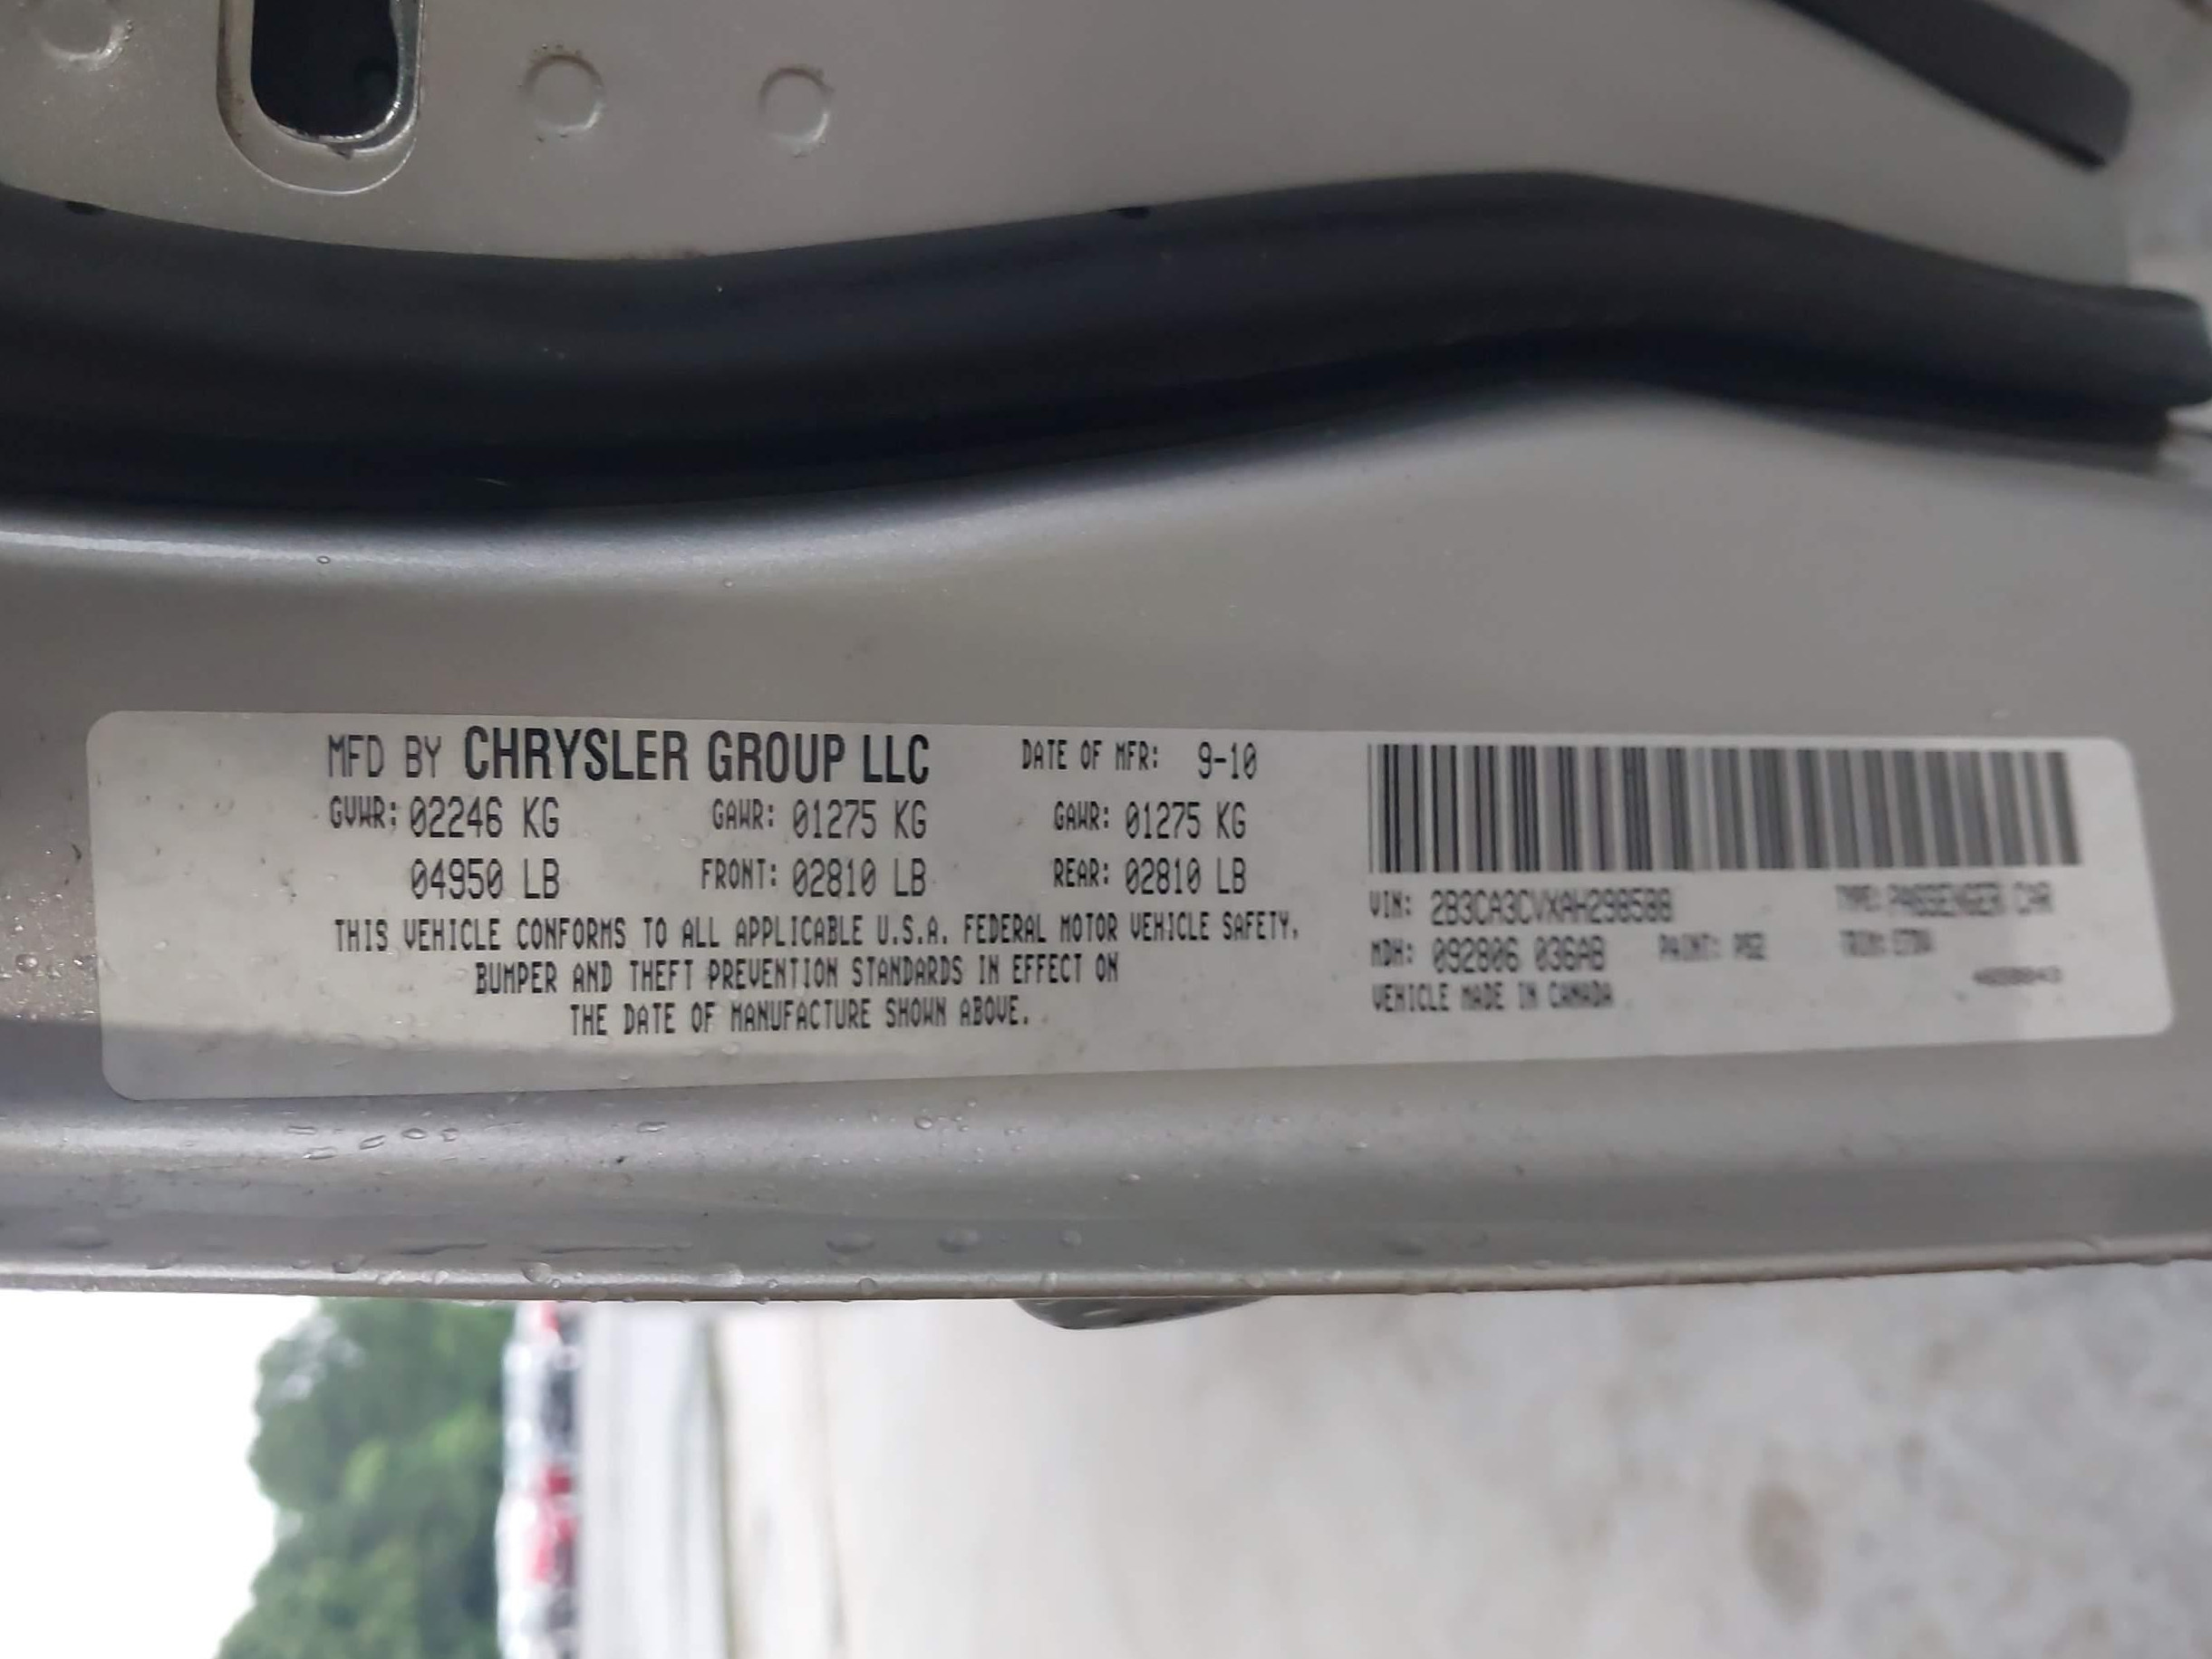 MFD BY CHRYSLER GROUP LLC DATE OF MFR: 9-10
GVWR: 02246 KG GAWR: 01275 KG GAWR: 01275 KG
04950 LB FRONT: 02810 LB REAR: 02810 LB
THIS VEHICLE CONFORMS TO ALL APPLICABLE U.S.A. FEDERAL MOTOR VEHICLE SAFETY,
BUMPER AND THEFT PREVENTION STANDARDS IN EFFECT ON
THE DATE OF MANUFACTURE SHOWN ABOVE.
VIN: TYPE: PASSENGER CAR
MDH: 092806 036AB PAINT: TRIM:
VEHICLE MADE IN CANADA